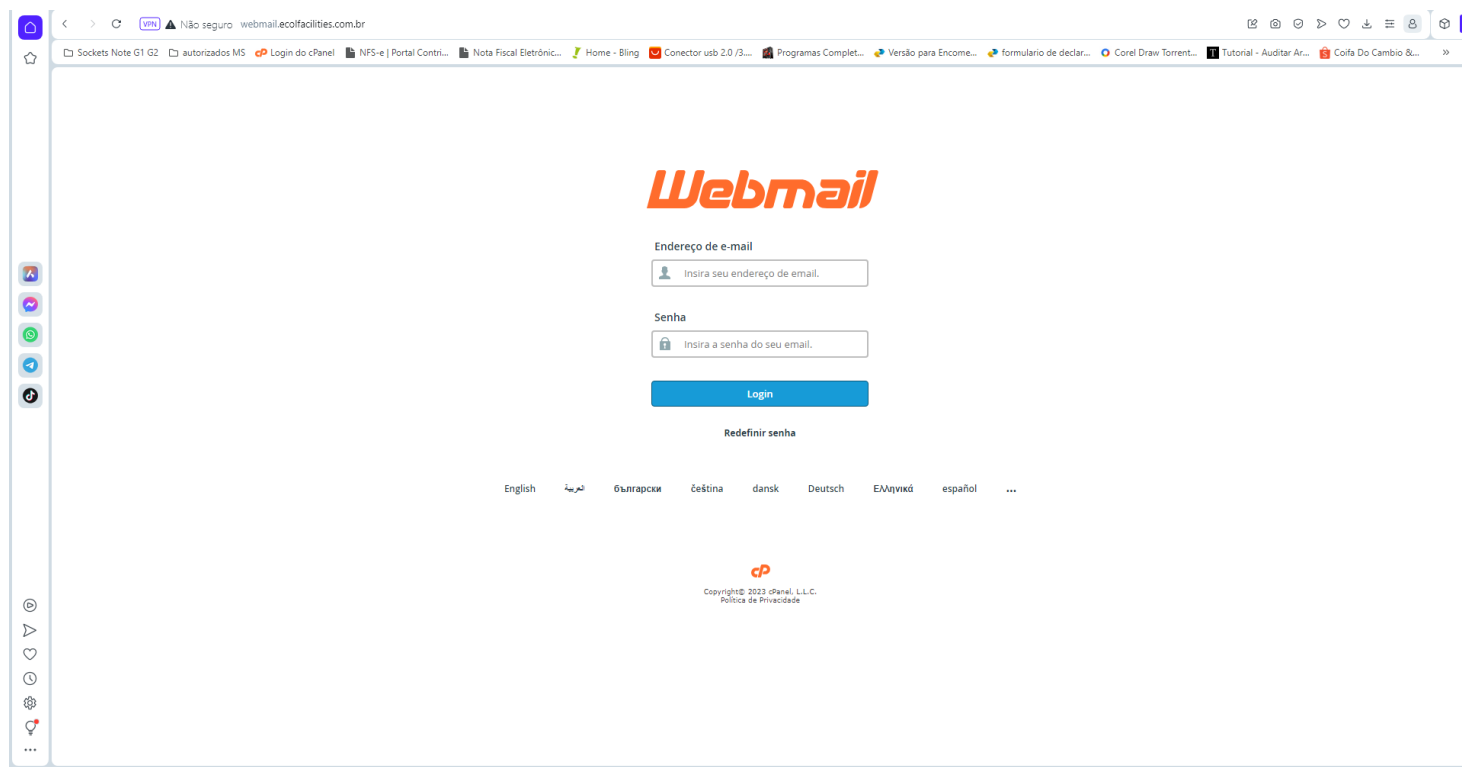 VPN Não seguro webmail.ecolfacilities.com.br
Sockets Note G1 G2 autorizados MS cP Login do cPanel NFS-e | Portal Contri... Nota Fiscal Eletrônic... Home - Bling Conector usb 2.0 /3.... Programas Complet... Versão para Encome... formulario de declar... Corel Draw Torrent... T Tutorial - Auditar Ar... Coifa Do Cambio &... »
Webmail
Endereço de e-mail
Insira seu endereço de email.
Senha
Insira a senha do seu email.
Login
Redefinir senha
English العربية български čeština dansk Deutsch Ελληνικά español ...
cP
Copyright© 2023 cPanel, L.L.C.
Política de Privacidade